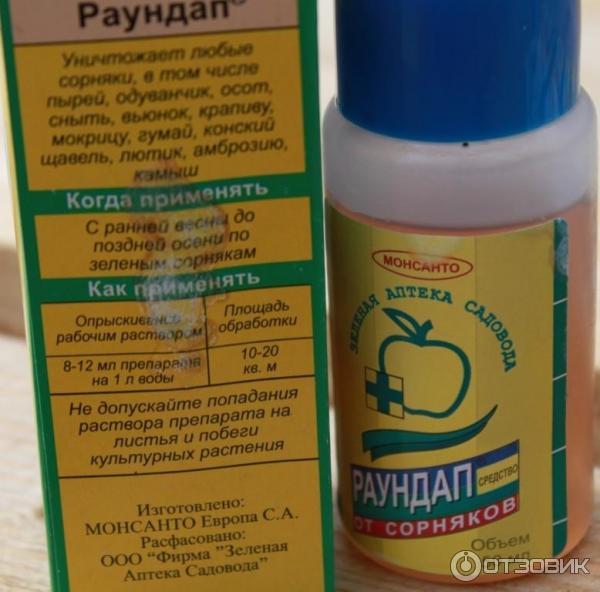 Раундап®
Уничтожает любые
сорняки, в том числе
пырей, одуванчик, осот,
сныть, вьюнок, крапиву,
мокрицу, гумай, конский
щавель, лютик, амброзию,
камыш
Когда применять
С ранней весны до
поздней осени по
зеленым сорнякам
Как применять
Опрыскивание
рабочим раствором
Площадь
обработки
8-12 мл препарата
на 1 л воды
10-20
кв. м
Не допускайте попадания
раствора препарата на
листья и побеги
культурных растения
Изготовлено:
МОНСАНТО Европа С.А.
Расфасовано:
ООО "Фирма "Зеленая
Аптека Садовода"
МОНСАНТО
ЗЕЛЕНАЯ АПТЕКА САДОВОДА
РАУНДАП
СРЕДСТВО
ОТ СОРНЯКОВ
Объем
мл
ОТЗОВИК